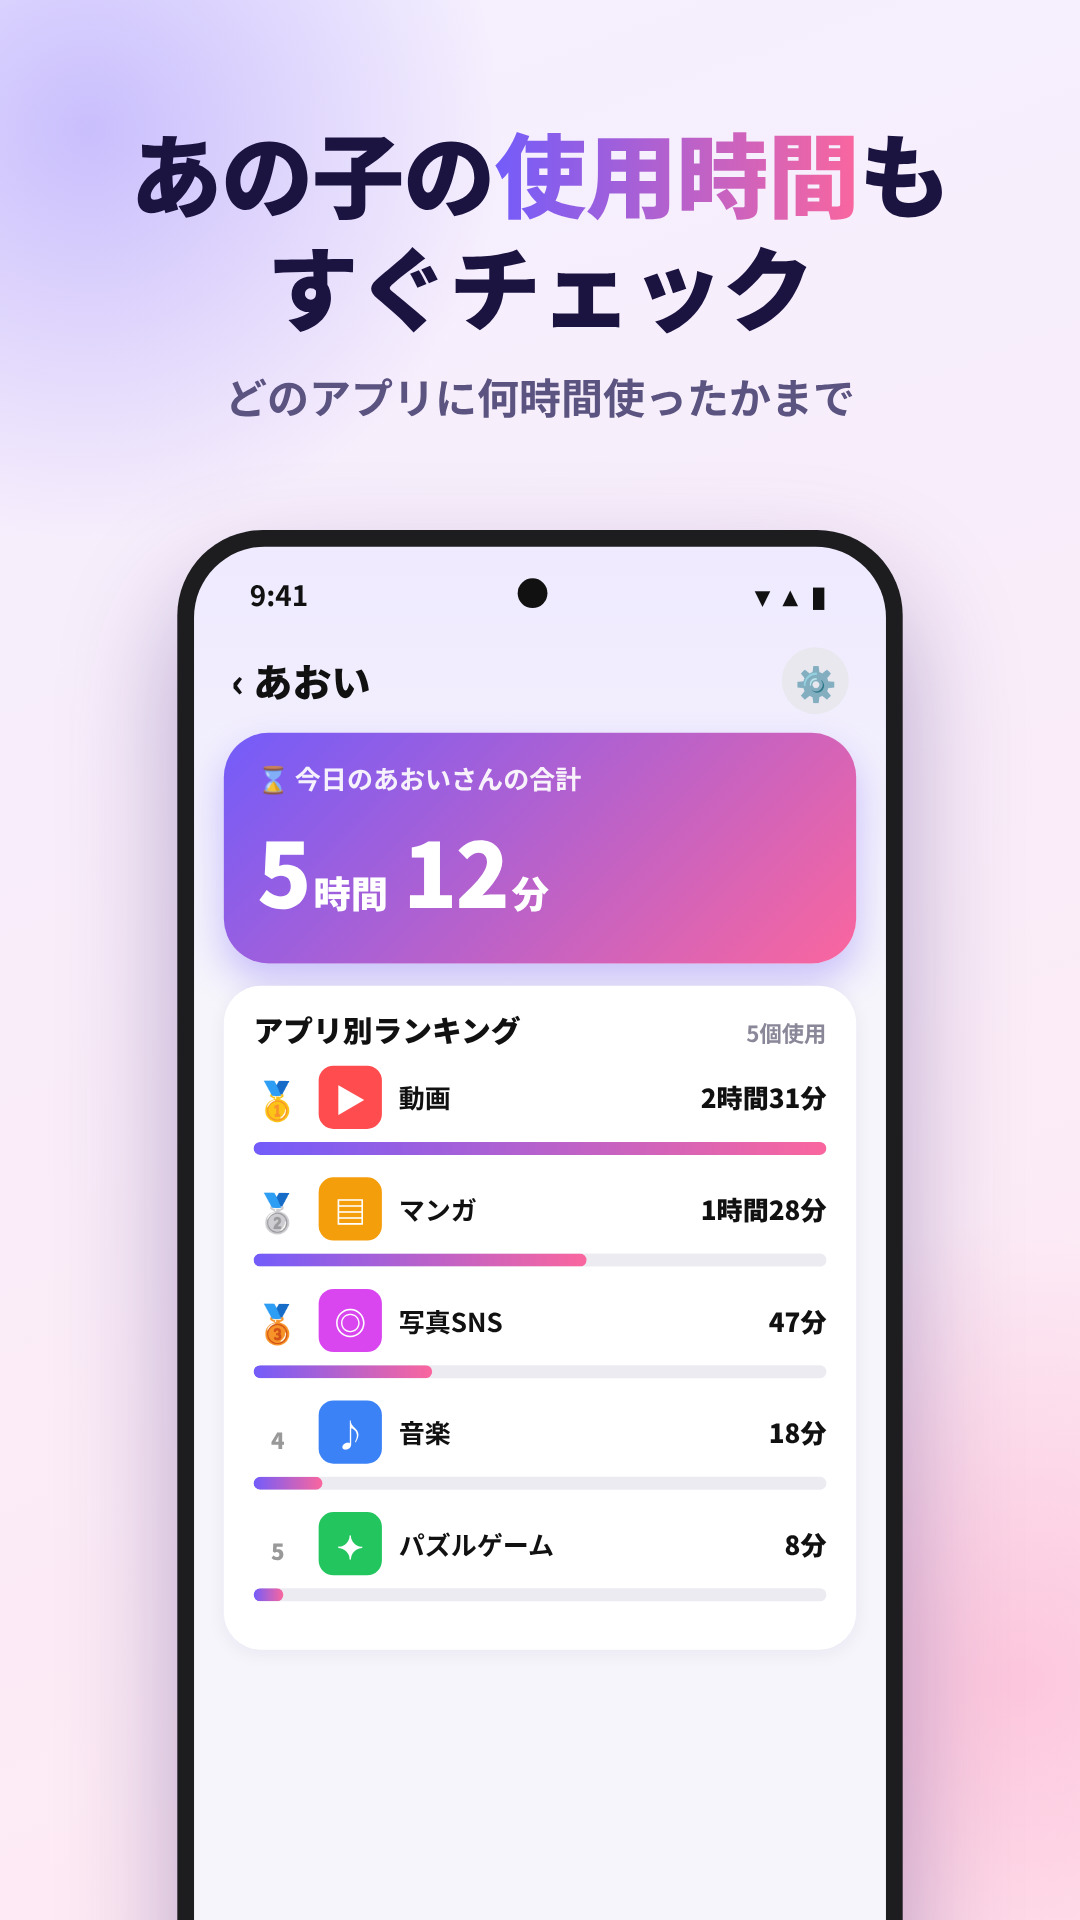 あの子の使用時間も
すぐチェック
どのアプリに何時間使ったかまで
9:41
‹ あおい
⌛ 今日のあおいさんの合計
5時間 12分
アプリ別ランキング 5個使用
🥇 動画 2時間31分
🥈 マンガ 1時間28分
🥉 写真SNS 47分
4 音楽 18分
5 パズルゲーム 8分